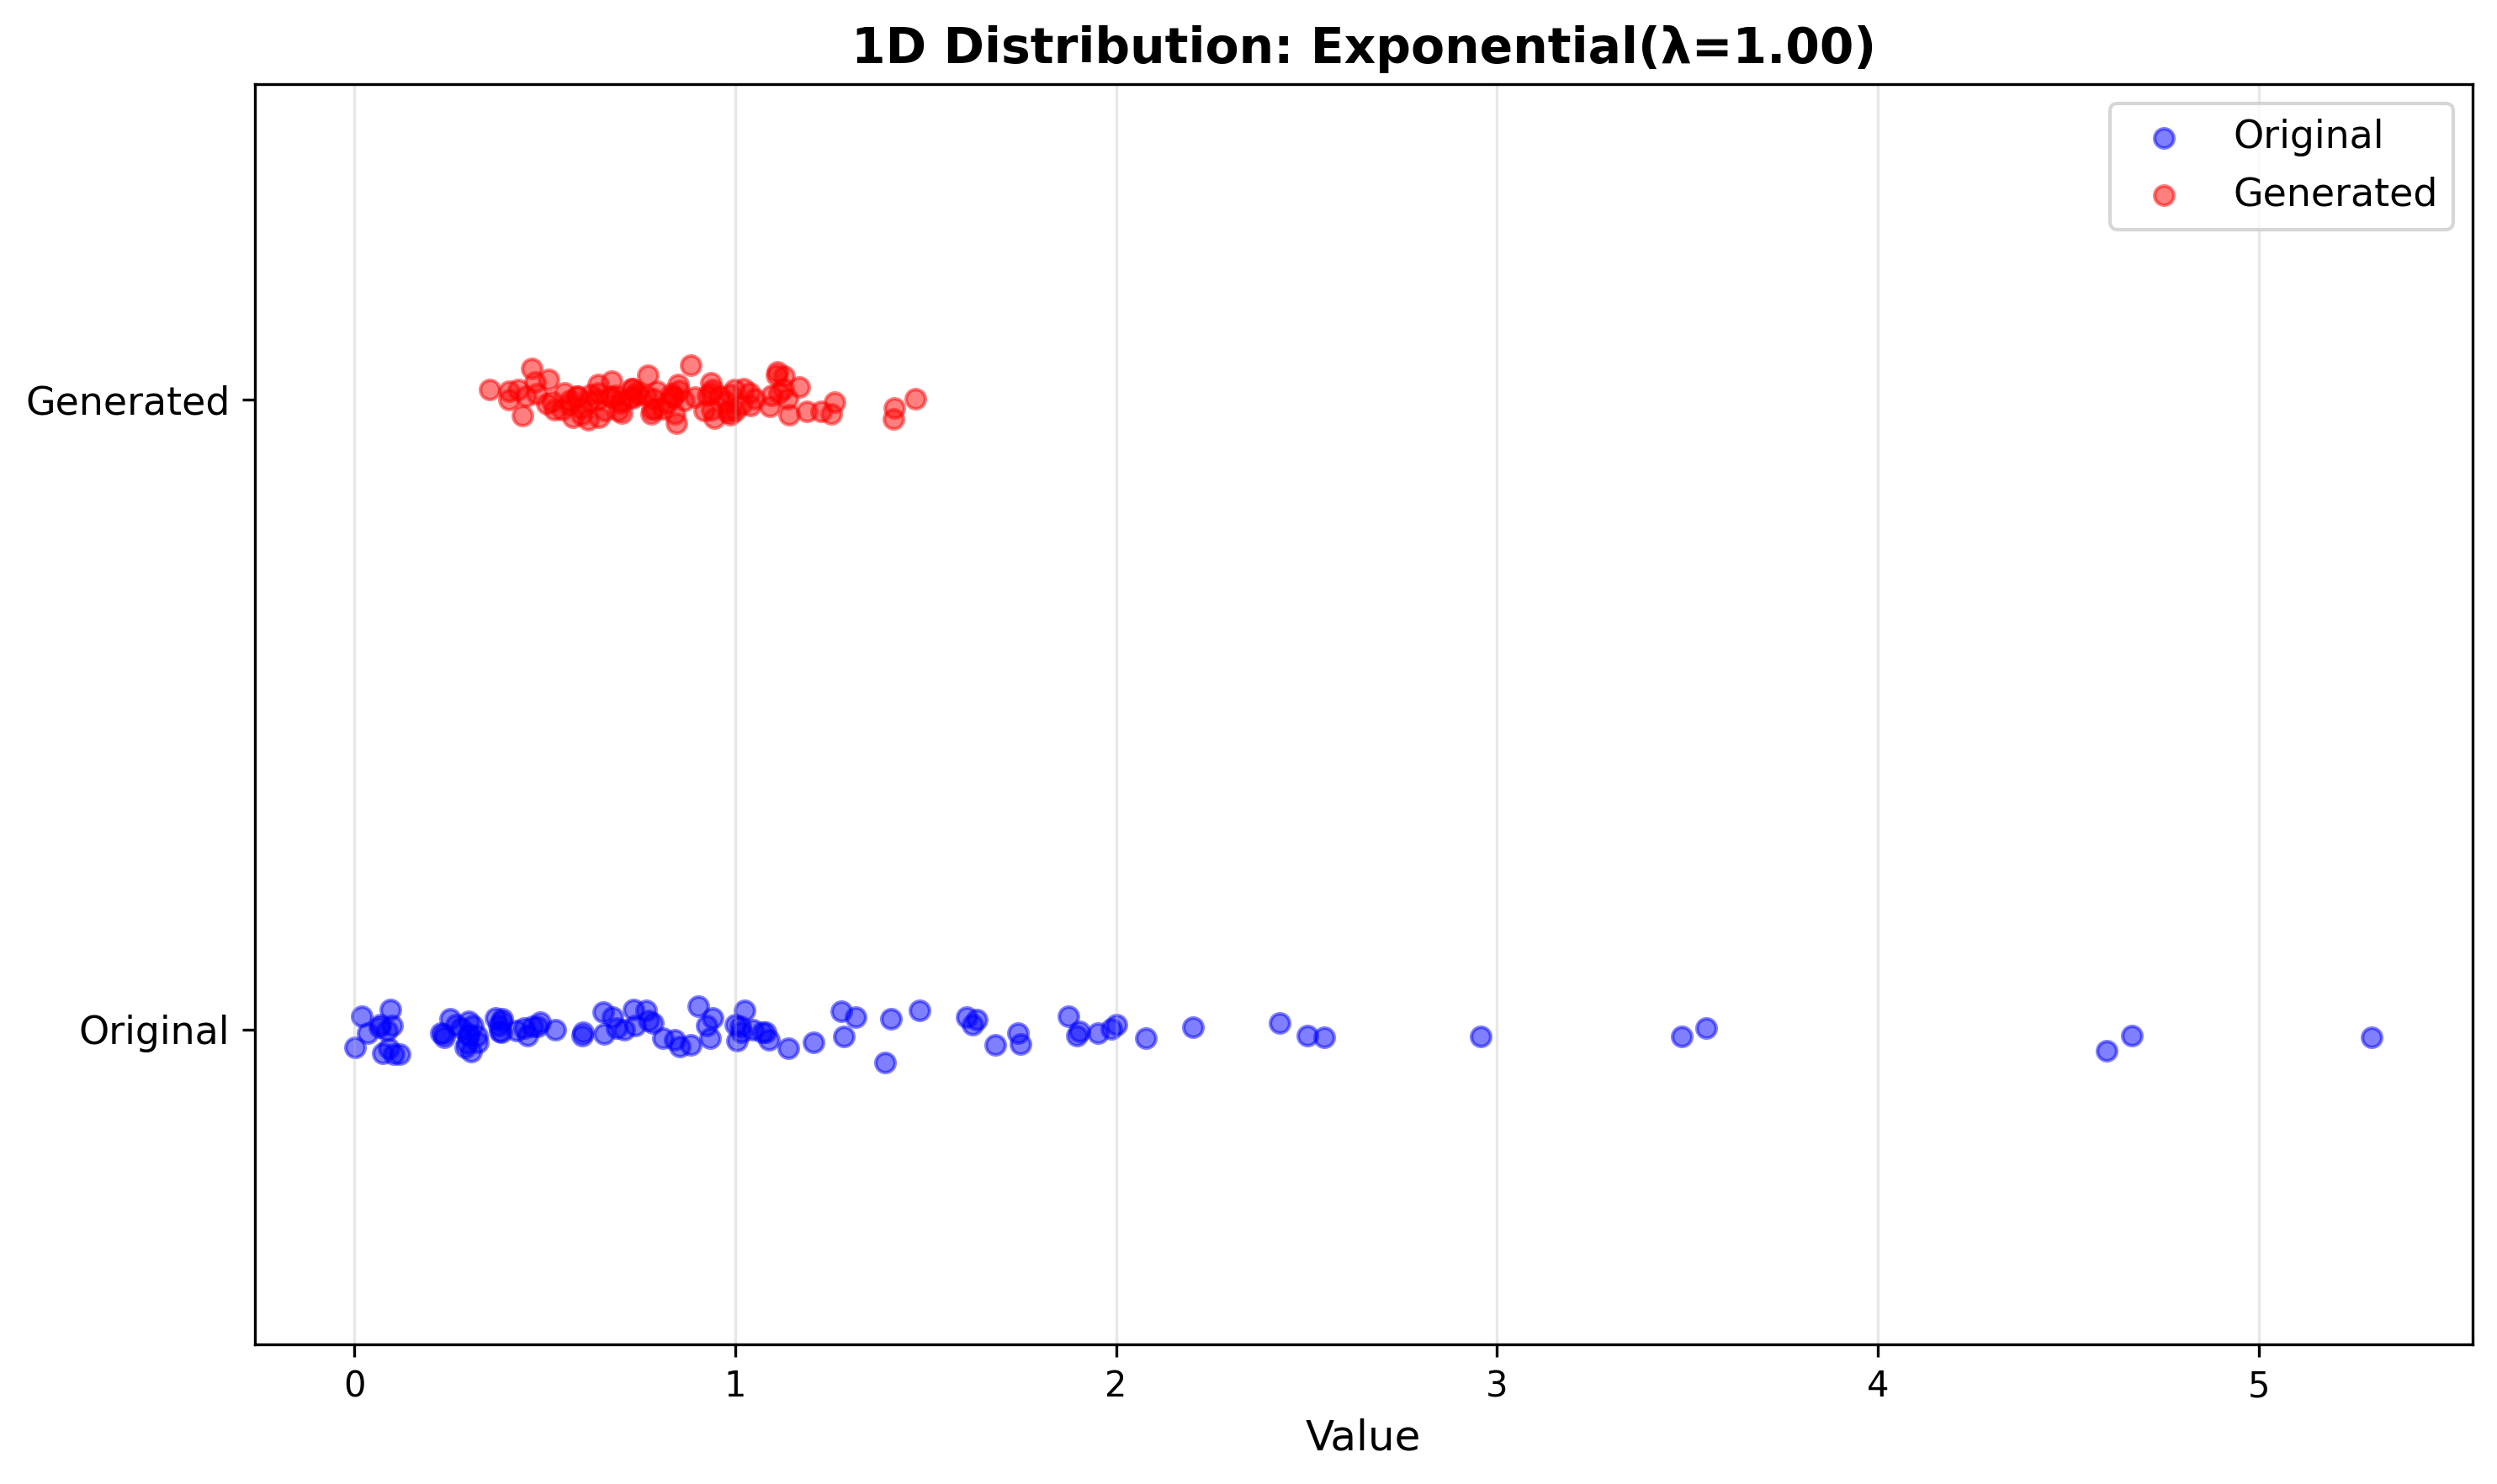 1D Distribution: Exponential(λ=1.00)
Original
Generated
Generated
Original
0 1 2 3 4 5
Value